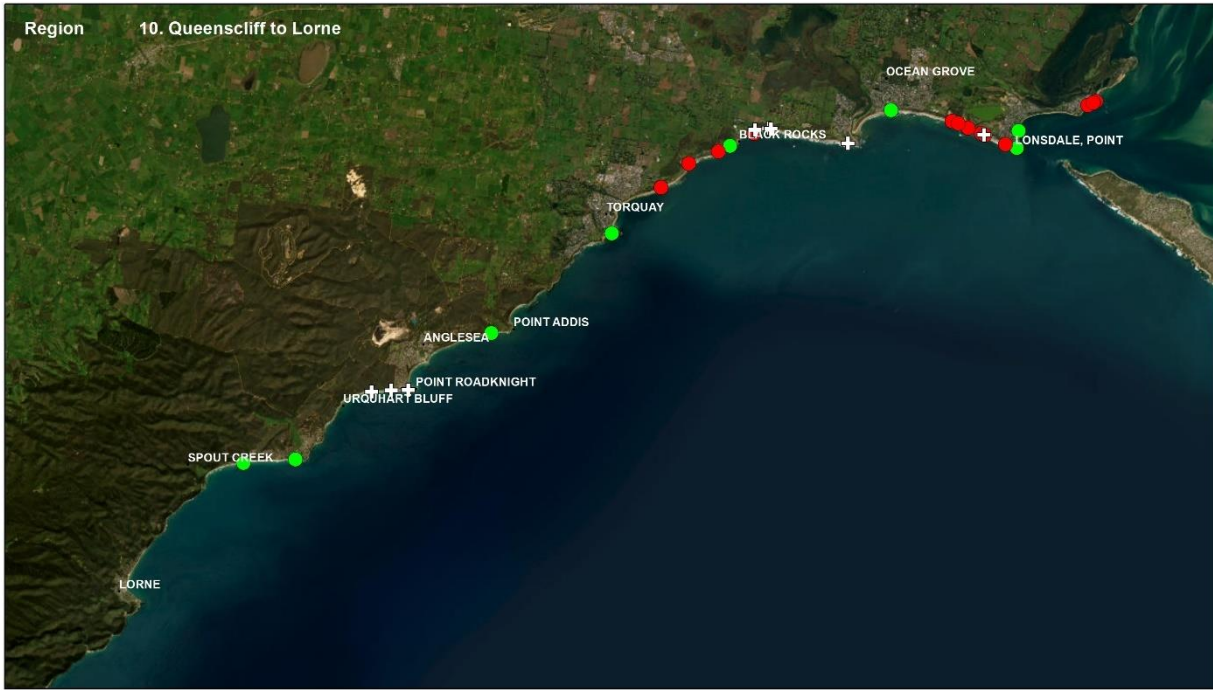 Region 10. Queenscliff to Lorne
OCEAN GROVE
BLACK ROCKS
LONSDALE, POINT
TORQUAY
POINT ADDIS
ANGLESEA
POINT ROADKNIGHT
URQUHART BLUFF
SPOUT CREEK
LORNE